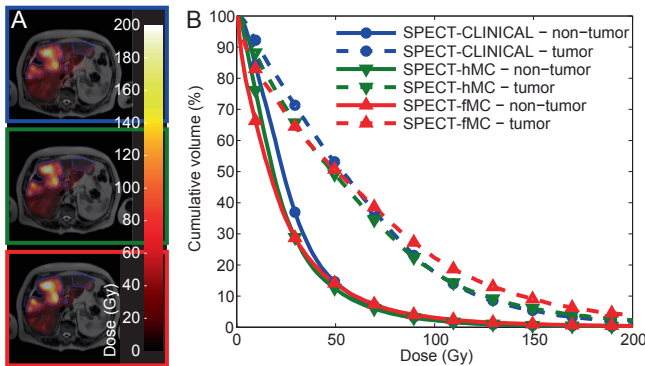 A
200
180
160
140
120
100
80
60
40
20
0
Dose (Gy)
B
100
90
80
70
60
50
40
30
20
10
0
Cumulative volume (%)
SPECT-CLINICAL – non−tumor
SPECT-CLINICAL – tumor
SPECT-hMC – non−tumor
SPECT-hMC – tumor
SPECT-fMC – non−tumor
SPECT-fMC – tumor
0
50
100
150
200
Dose (Gy)